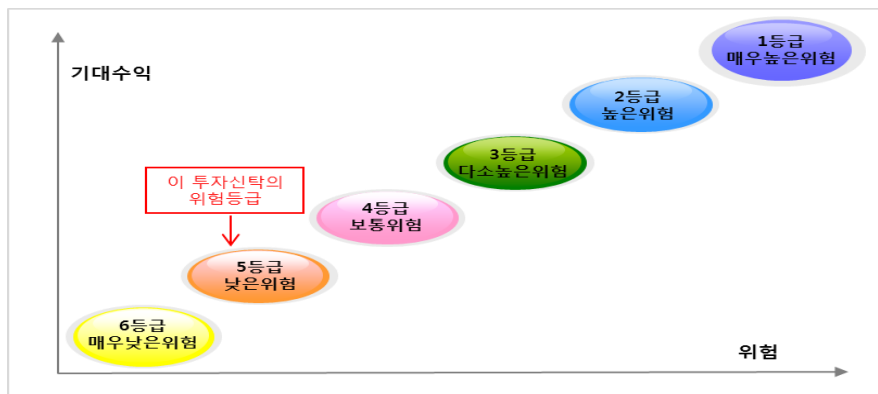 기대수익
1등급
매우높은위험
2등급
높은위험
3등급
다소높은위험
이 투자신탁의
위험등급
4등급
보통위험
5등급
낮은위험
6등급
매우낮은위험
위험